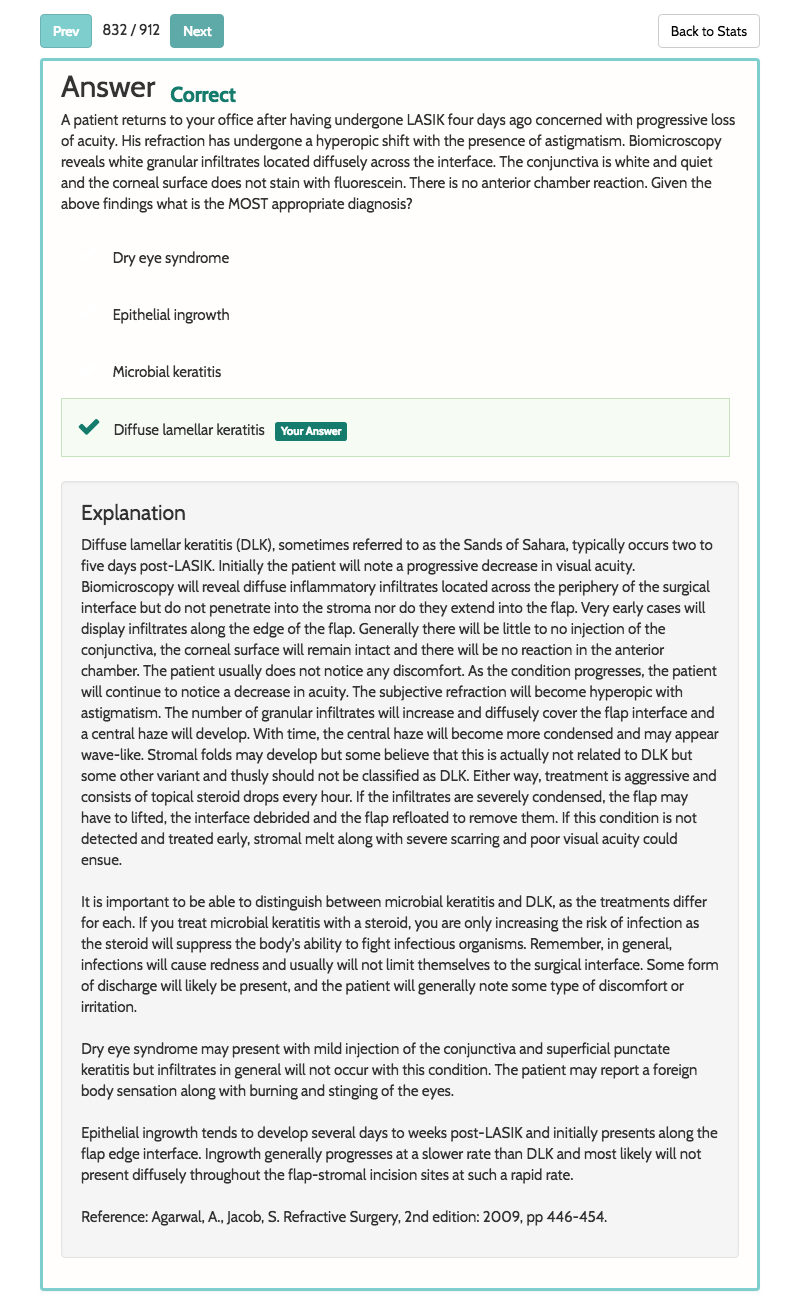 Prev 832 / 912 Next Back to Stats
Answer Correct
A patient returns to your office after having undergone LASIK four days ago concerned with progressive loss
of acuity. His refraction has undergone a hyperopic shift with the presence of astigmatism. Biomicroscopy
reveals white granular infiltrates located diffusely across the interface. The conjunctiva is white and quiet
and the corneal surface does not stain with fluorescein. There is no anterior chamber reaction. Given the
above findings what is the MOST appropriate diagnosis?
Dry eye syndrome
Epithelial ingrowth
Microbial keratitis
Diffuse lamellar keratitis Your Answer
Explanation
Diffuse lamellar keratitis (DLK), sometimes referred to as the Sands of Sahara, typically occurs two to
five days post-LASIK. Initially the patient will note a progressive decrease in visual acuity.
Biomicroscopy will reveal diffuse inflammatory infiltrates located across the periphery of the surgical
interface but do not penetrate into the stroma nor do they extend into the flap. Very early cases will
display infiltrates along the edge of the flap. Generally there will be little to no injection of the
conjunctiva, the corneal surface will remain intact and there will be no reaction in the anterior
chamber. The patient usually does not notice any discomfort. As the condition progresses, the patient
will continue to notice a decrease in acuity. The subjective refraction will become hyperopic with
astigmatism. The number of granular infiltrates will increase and diffusely cover the flap interface and
a central haze will develop. With time, the central haze will become more condensed and may appear
wave-like. Stromal folds may develop but some believe that this is actually not related to DLK but
some other variant and thusly should not be classified as DLK. Either way, treatment is aggressive and
consists of topical steroid drops every hour. If the infiltrates are severely condensed, the flap may
have to lifted, the interface debrided and the flap refloated to remove them. If this condition is not
detected and treated early, stromal melt along with severe scarring and poor visual acuity could
ensue.
It is important to be able to distinguish between microbial keratitis and DLK, as the treatments differ
for each. If you treat microbial keratitis with a steroid, you are only increasing the risk of infection as
the steroid will suppress the body's ability to fight infectious organisms. Remember, in general,
infections will cause redness and usually will not limit themselves to the surgical interface. Some form
of discharge will likely be present, and the patient will generally note some type of discomfort or
irritation.
Dry eye syndrome may present with mild injection of the conjunctiva and superficial punctate
keratitis but infiltrates in general will not occur with this condition. The patient may report a foreign
body sensation along with burning and stinging of the eyes.
Epithelial ingrowth tends to develop several days to weeks post-LASIK and initially presents along the
flap edge interface. Ingrowth generally progresses at a slower rate than DLK and most likely will not
present diffusely throughout the flap-stromal incision sites at such a rapid rate.
Reference: Agarwal, A., Jacob, S. Refractive Surgery, 2nd edition: 2009, pp 446-454.